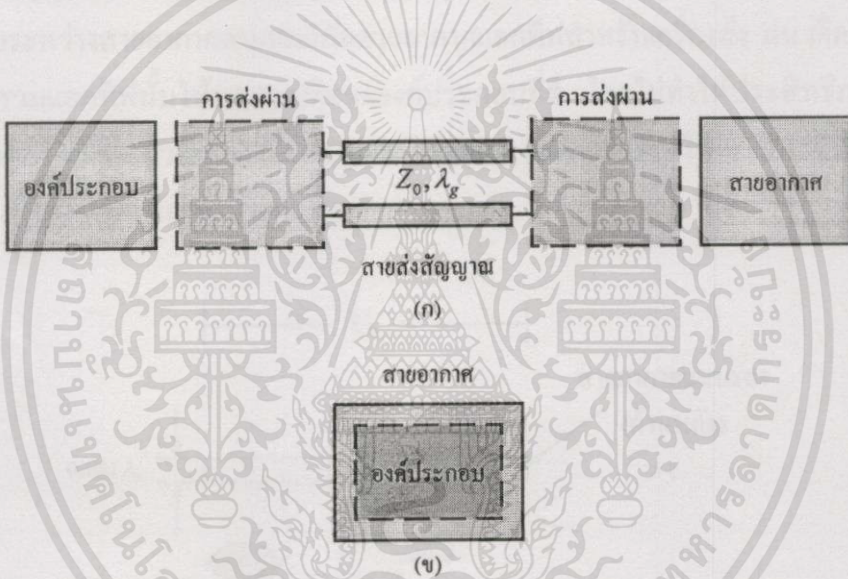 การส่งผ่าน
การส่งผ่าน
องค์ประกอบ
Z₀, λg
สายอากาศ
สายส่งสัญญาณ
(ก)
สายอากาศ
องค์ประกอบ
(ข)